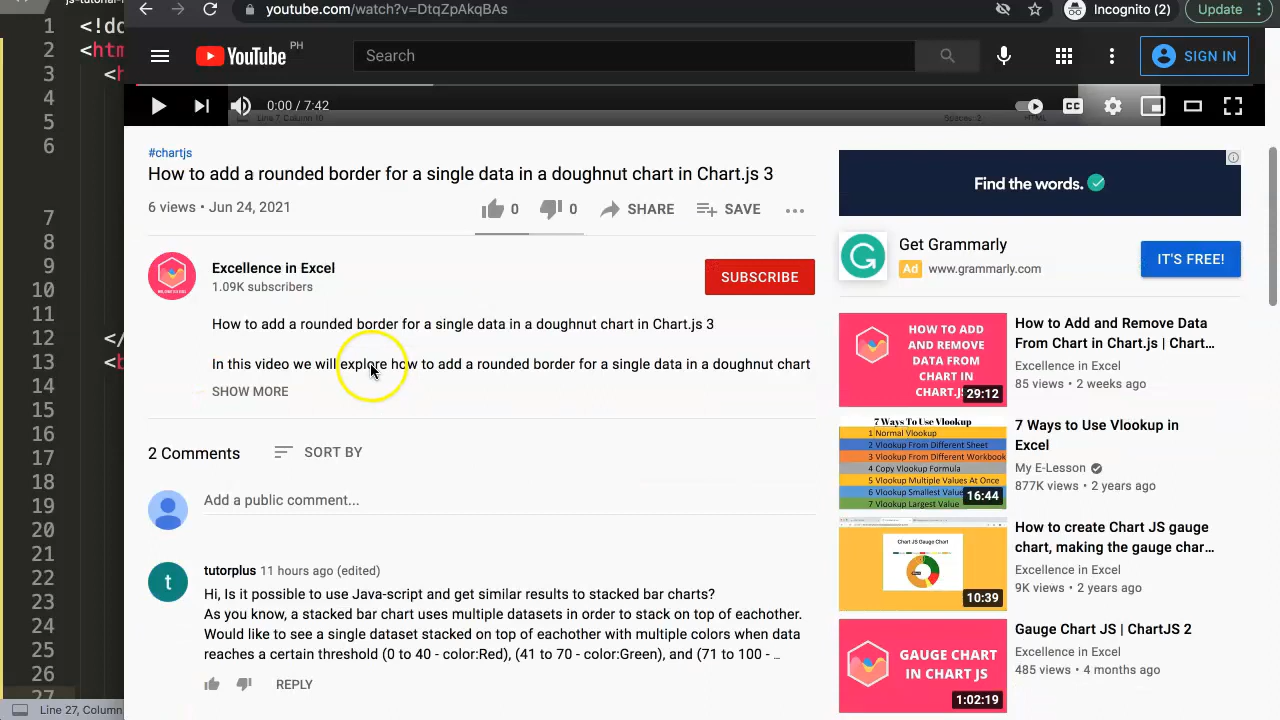 js-tutorial-
1 <!do
2 <htm
3 <h
4
5
6
7
8
9
10
11
12 </
13 <b
14
15
16
17
18
19
20
21
22
23
24
25
26
27
Line 27, Column
youtube.com/watch?v=DtqZpAkqBAs
Incognito (2)
Update
YouTube PH
Search
SIGN IN
0:00 / 7:42
CC
Line 7, Column 10
Spaces: 2
HTML
#chartjs
How to add a rounded border for a single data in a doughnut chart in Chart.js 3
6 views • Jun 24, 2021
0
0
SHARE
SAVE
Excellence in Excel
1.09K subscribers
SUBSCRIBE
How to add a rounded border for a single data in a doughnut chart in Chart.js 3
In this video we will explore how to add a rounded border for a single data in a doughnut chart
SHOW MORE
2 Comments
SORT BY
Add a public comment...
t
tutorplus 11 hours ago (edited)
Hi, Is it possible to use Java-script and get similar results to stacked bar charts?
As you know, a stacked bar chart uses multiple datasets in order to stack on top of eachother.
Would like to see a single dataset stacked on top of eachother with multiple colors when data
reaches a certain threshold (0 to 40 - color:Red), (41 to 70 - color:Green), and (71 to 100 - ...
REPLY
Find the words.
Get Grammarly
Ad www.grammarly.com
IT'S FREE!
HOW TO ADD
AND REMOVE
DATA FROM
CHART IN
CHART.J
29:12
How to Add and Remove Data
From Chart in Chart.js | Chart...
Excellence in Excel
85 views • 2 weeks ago
7 Ways To Use Vlookup
1 Normal Vlookup
2 Vlookup From Different Sheet
3 Vlookup From Different Workbook
4 Copy Vlookup Formula
5 Vlookup Multiple Values At Once
6 Vlookup Smallest Value
7 Vlookup Largest Value
16:44
7 Ways to Use Vlookup in
Excel
My E-Lesson
877K views • 2 years ago
Chart JS Gauge Chart
10:39
How to create Chart JS gauge
chart, making the gauge char...
Excellence in Excel
9K views • 2 years ago
GAUGE CHART
IN CHART JS
1:02:19
Gauge Chart JS | ChartJS 2
Excellence in Excel
485 views • 4 months ago